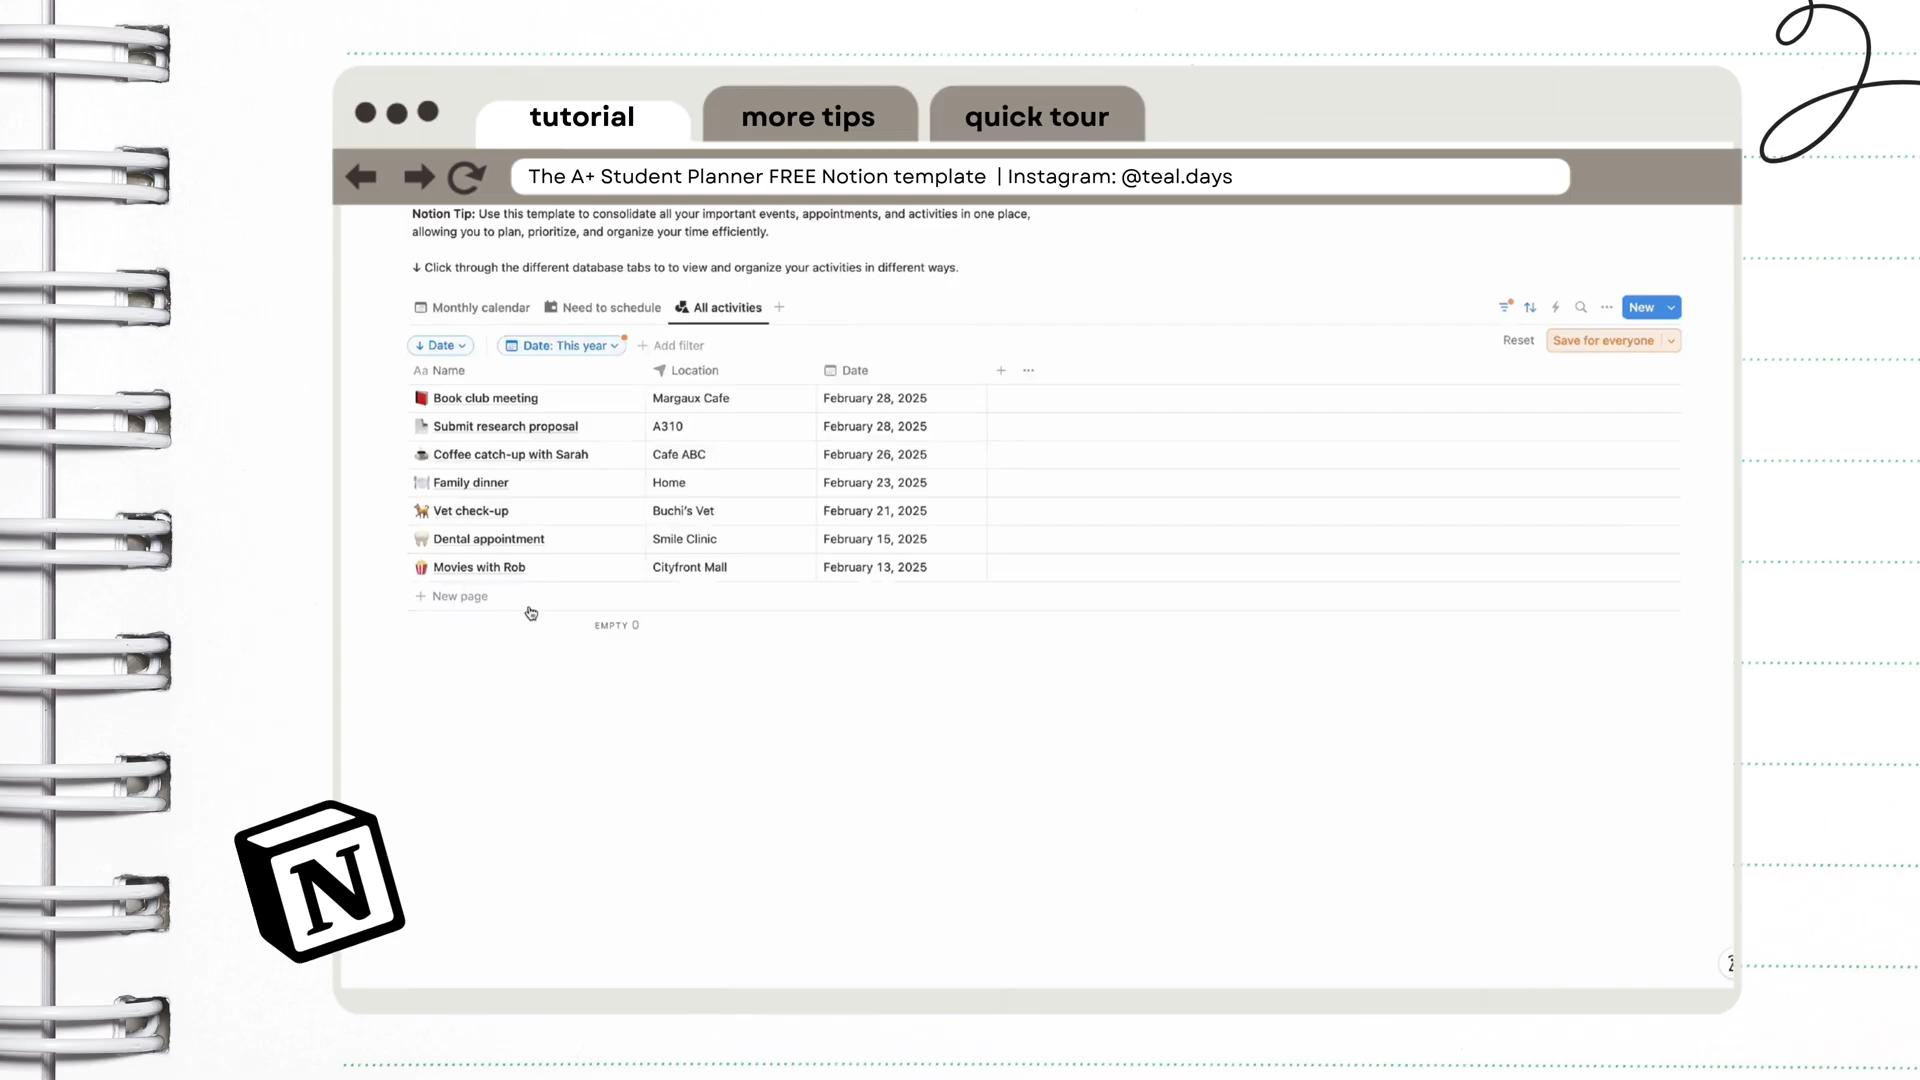 tutorial
more tips
quick tour
The A+ Student Planner FREE Notion template | Instagram: @teal.days
Notion Tip: Use this template to consolidate all your important events, appointments, and activities in one place,
allowing you to plan, prioritize, and organize your time efficiently.
↓ Click through the different database tabs to to view and organize your activities in different ways.
Monthly calendar Need to schedule All activities + New
↓ Date Date: This year + Add filter Reset Save for everyone
Aa Name Location Date + ...
Book club meeting Margaux Cafe February 28, 2025
Submit research proposal A310 February 28, 2025
Coffee catch-up with Sarah Cafe ABC February 26, 2025
Family dinner Home February 23, 2025
Vet check-up Buchi's Vet February 21, 2025
Dental appointment Smile Clinic February 15, 2025
Movies with Rob Cityfront Mall February 13, 2025
+ New page
EMPTY 0
N